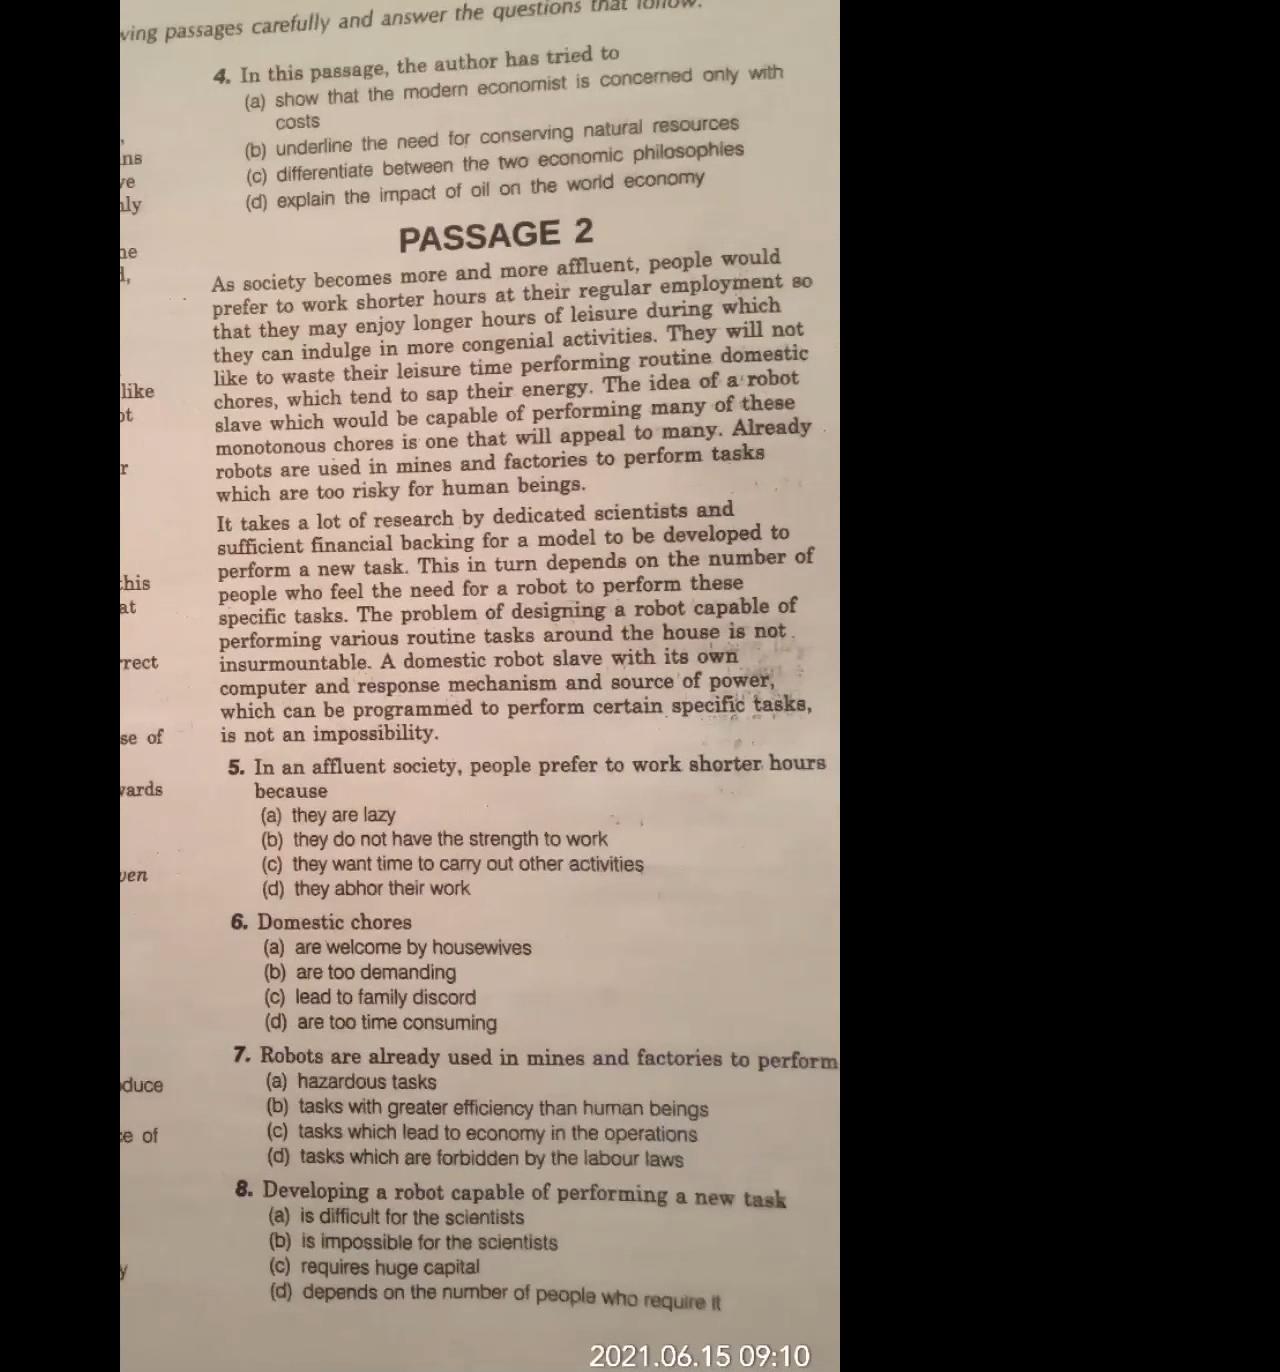 ving passages carefully and answer the questions that follow.
4. In this passage, the author has tried to
(a) show that the modern economist is concerned only with
costs
(b) underline the need for conserving natural resources
(c) differentiate between the two economic philosophies
(d) explain the impact of oil on the world economy
ns
ve
nly
ne
d,
like
ot
r
this
at
rrect
se of
wards
ven
duce
ce of
y
PASSAGE 2
As society becomes more and more affluent, people would
prefer to work shorter hours at their regular employment so
that they may enjoy longer hours of leisure during which
they can indulge in more congenial activities. They will not
like to waste their leisure time performing routine domestic
chores, which tend to sap their energy. The idea of a robot
slave which would be capable of performing many of these
monotonous chores is one that will appeal to many. Already
robots are used in mines and factories to perform tasks
which are too risky for human beings.
It takes a lot of research by dedicated scientists and
sufficient financial backing for a model to be developed to
perform a new task. This in turn depends on the number of
people who feel the need for a robot to perform these
specific tasks. The problem of designing a robot capable of
performing various routine tasks around the house is not
insurmountable. A domestic robot slave with its own
computer and response mechanism and source of power,
which can be programmed to perform certain specific tasks,
is not an impossibility.
5. In an affluent society, people prefer to work shorter hours
because
(a) they are lazy
(b) they do not have the strength to work
(c) they want time to carry out other activities
(d) they abhor their work
6. Domestic chores
(a) are welcome by housewives
(b) are too demanding
(c) lead to family discord
(d) are too time consuming
7. Robots are already used in mines and factories to perform
(a) hazardous tasks
(b) tasks with greater efficiency than human beings
(c) tasks which lead to economy in the operations
(d) tasks which are forbidden by the labour laws
8. Developing a robot capable of performing a new task
(a) is difficult for the scientists
(b) is impossible for the scientists
(c) requires huge capital
(d) depends on the number of people who require it
2021.06.15 09:10